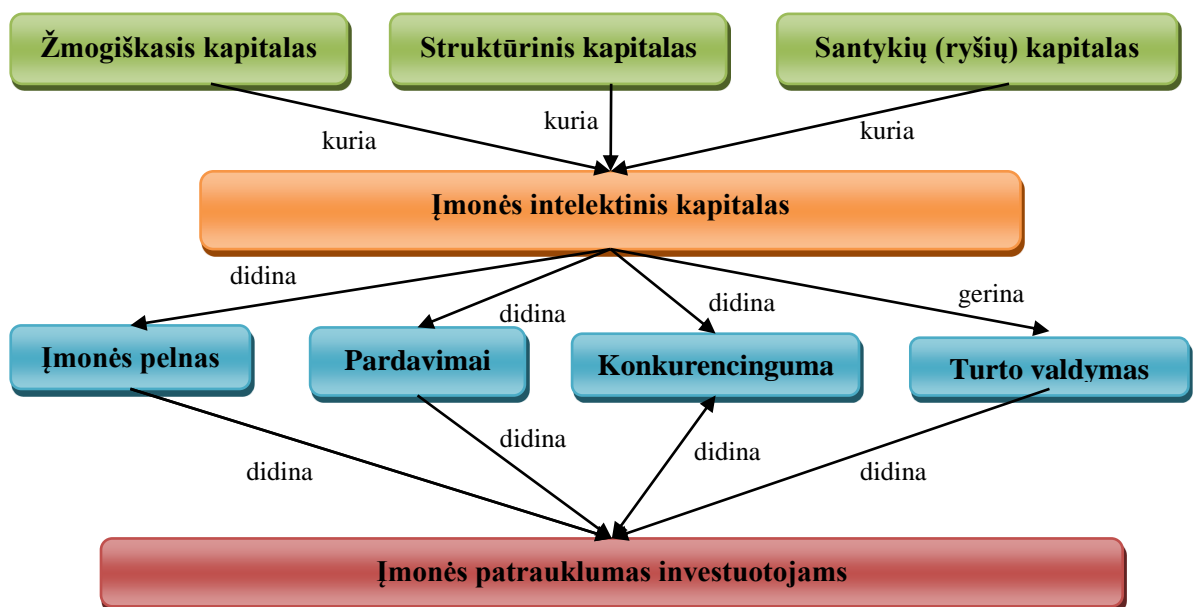 Žmogiškasis kapitalas
Struktūrinis kapitalas
Santykių (ryšių) kapitalas
kuria
kuria
kuria
Įmonės intelektinis kapitalas
didina
didina
didina
gerina
Įmonės pelnas
Pardavimai
Konkurencinguma
Turto valdymas
didina
didina
didina
didina
Įmonės patrauklumas investuotojams